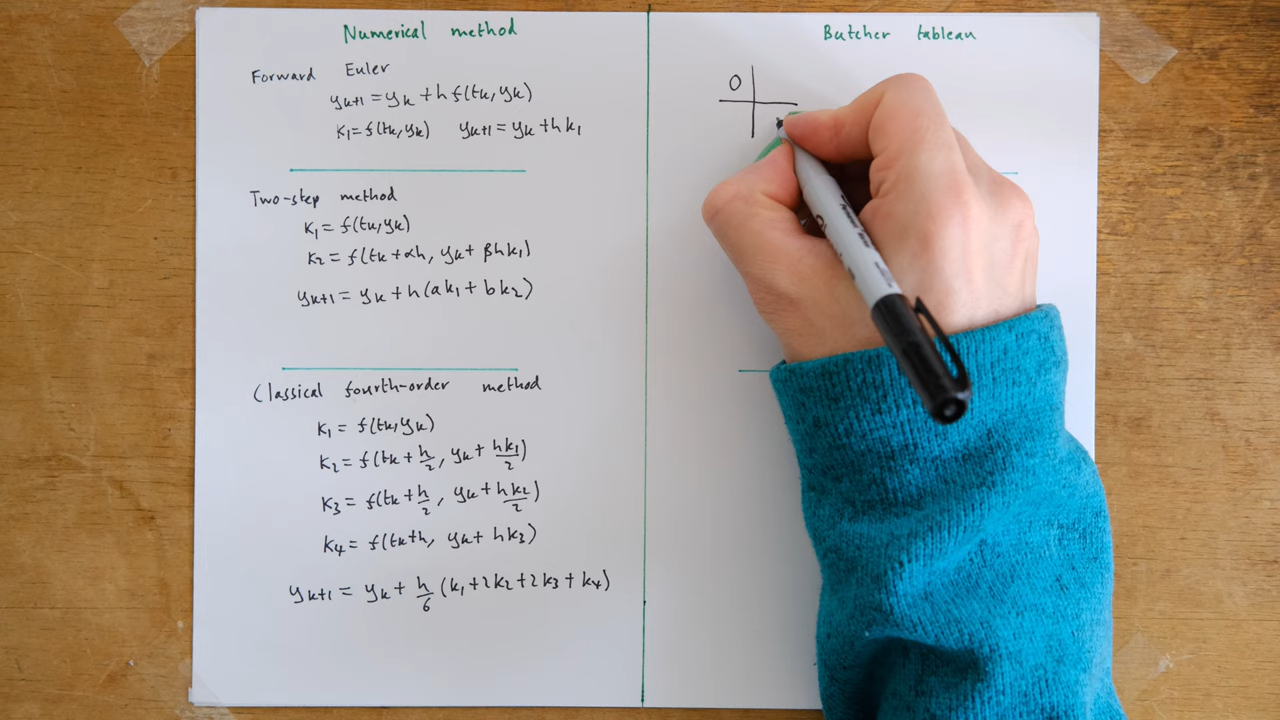 Numerical method
Butcher tableau
Forward Euler
yₖ₊₁ = yₖ + h f(tₖ, yₖ)
k₁ = f(tₖ, yₖ) yₖ₊₁ = yₖ + h k₁
0
Two-step method
k₁ = f(tₖ, yₖ)
k₂ = f(tₖ + αh, yₖ + βhk₁)
yₖ₊₁ = yₖ + h(ak₁ + bk₂)
Classical fourth-order method
k₁ = f(tₖ, yₖ)
k₂ = f(tₖ + h/2, yₖ + hk₁/2)
k₃ = f(tₖ + h/2, yₖ + hk₂/2)
k₄ = f(tₖ + h, yₖ + hk₃)
yₖ₊₁ = yₖ + h/6 (k₁ + 2k₂ + 2k₃ + k₄)